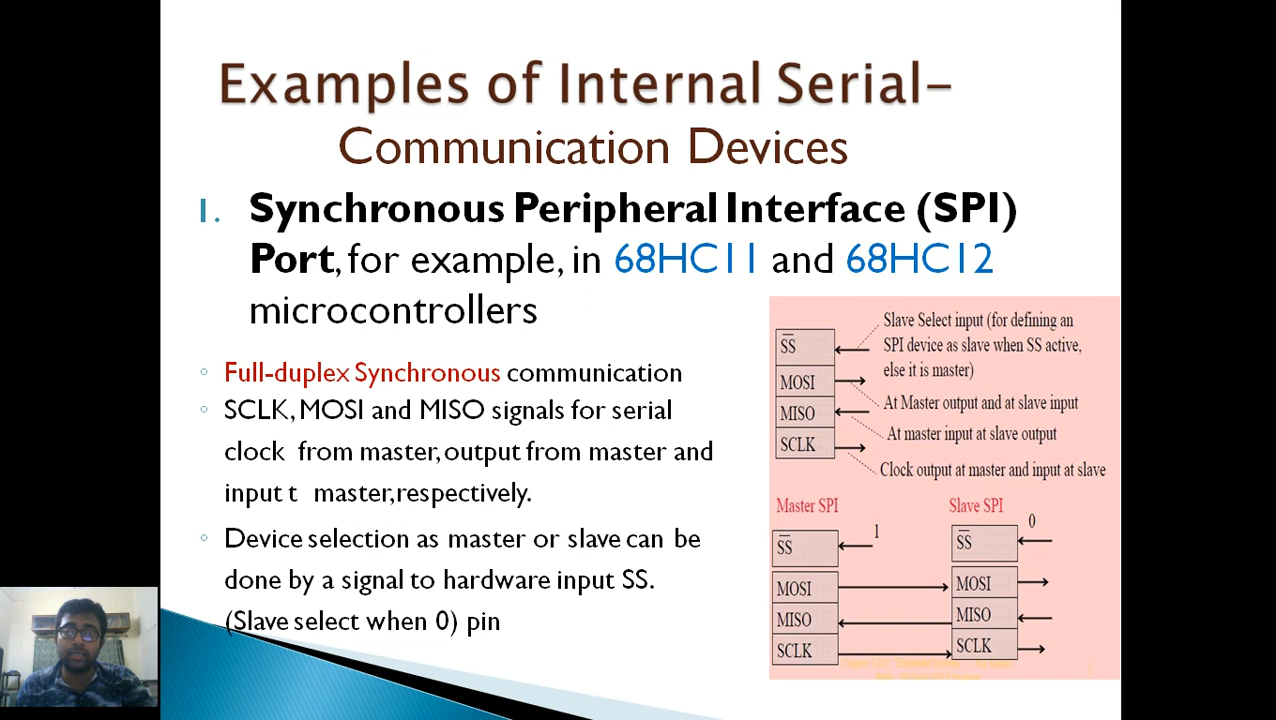 Examples of Internal Serial-
Communication Devices
1. Synchronous Peripheral Interface (SPI)
Port, for example, in 68HC11 and 68HC12
microcontrollers
Full-duplex Synchronous communication
SCLK, MOSI and MISO signals for serial
clock from master, output from master and
input t master, respectively.
Device selection as master or slave can be
done by a signal to hardware input SS.
(Slave select when 0) pin
SS
MOSI
MISO
SCLK
Slave Select input (for defining an
SPI device as slave when SS active,
else it is master)
At Master output and at slave input
At master input at slave output
Clock output at master and input at slave
Master SPI
Slave SPI
SS
1
MOSI
MISO
SCLK
SS
0
MOSI
MISO
SCLK